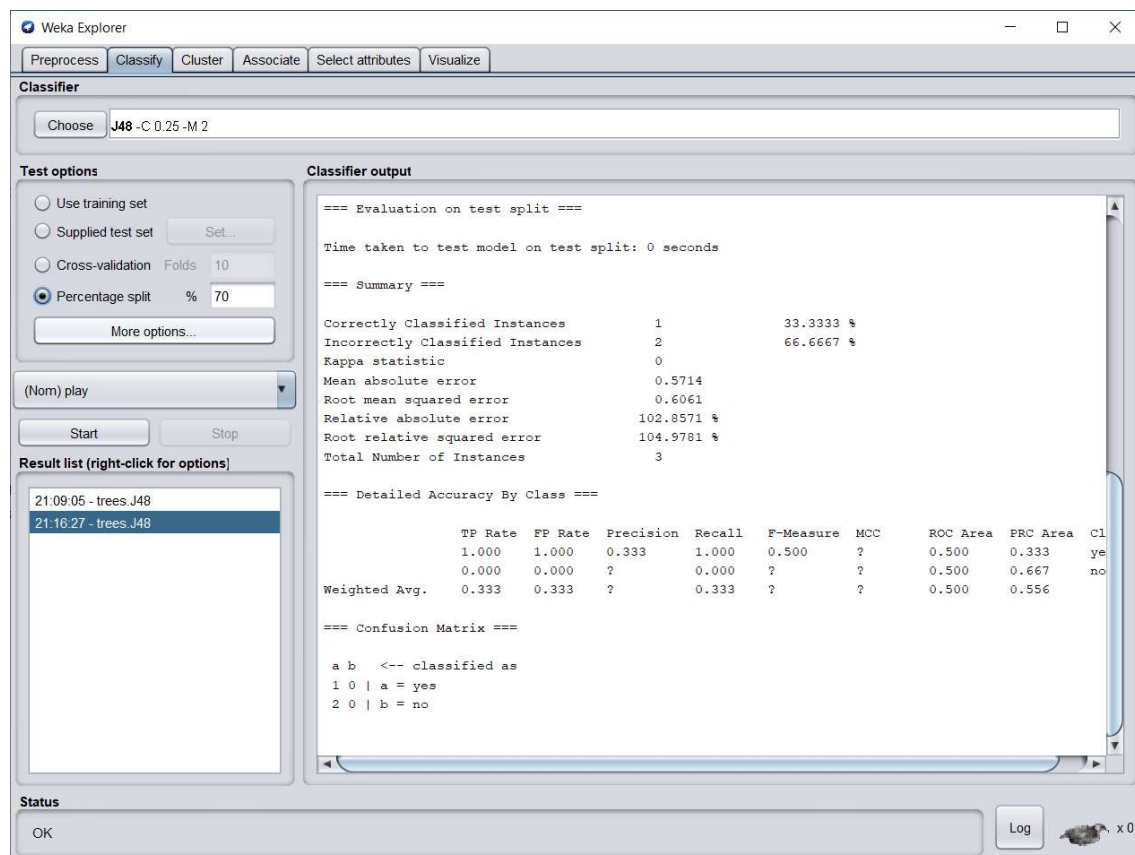 Weka Explorer
Preprocess Classify Cluster Associate Select attributes Visualize
Classifier
Choose J48 -C 0.25 -M 2
Test options
Use training set
Supplied test set Set...
Cross-validation Folds 10
Percentage split % 70
More options...
(Nom) play
Start Stop
Result list (right-click for options)
21:09:05 - trees.J48
21:16:27 - trees.J48
Classifier output
=== Evaluation on test split ===
Time taken to test model on test split: 0 seconds
=== Summary ===
Correctly Classified Instances 1 33.3333 %
Incorrectly Classified Instances 2 66.6667 %
Kappa statistic 0
Mean absolute error 0.5714
Root mean squared error 0.6061
Relative absolute error 102.8571 %
Root relative squared error 104.9781 %
Total Number of Instances 3
=== Detailed Accuracy By Class ===
TP Rate FP Rate Precision Recall F-Measure MCC ROC Area PRC Area Cl
1.000 1.000 0.333 1.000 0.500 ? 0.500 0.333 ye
0.000 0.000 ? 0.000 ? ? 0.500 0.667 no
Weighted Avg. 0.333 0.333 ? 0.333 ? ? 0.500 0.556
=== Confusion Matrix ===
a b <-- classified as
1 0 | a = yes
2 0 | b = no
Status
OK
Log x 0